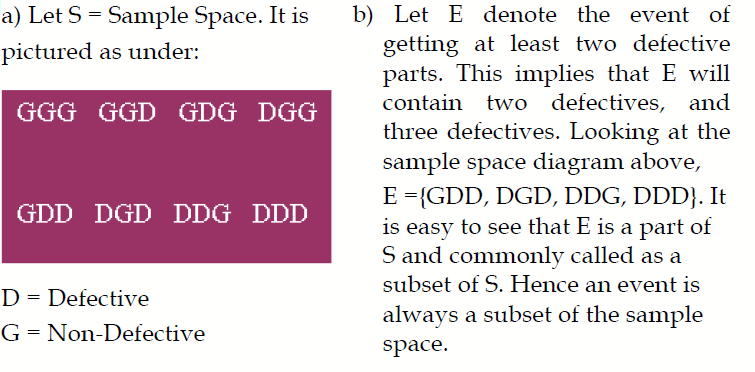 a) Let S = Sample Space. It is
pictured as under:
GGG GGD GDG DGG
GDD DGD DDG DDD
D = Defective
G = Non-Defective
b) Let E denote the event of
getting at least two defective
parts. This implies that E will
contain two defectives, and
three defectives. Looking at the
sample space diagram above,
E ={GDD, DGD, DDG, DDD}. It
is easy to see that E is a part of
S and commonly called as a
subset of S. Hence an event is
always a subset of the sample
space.